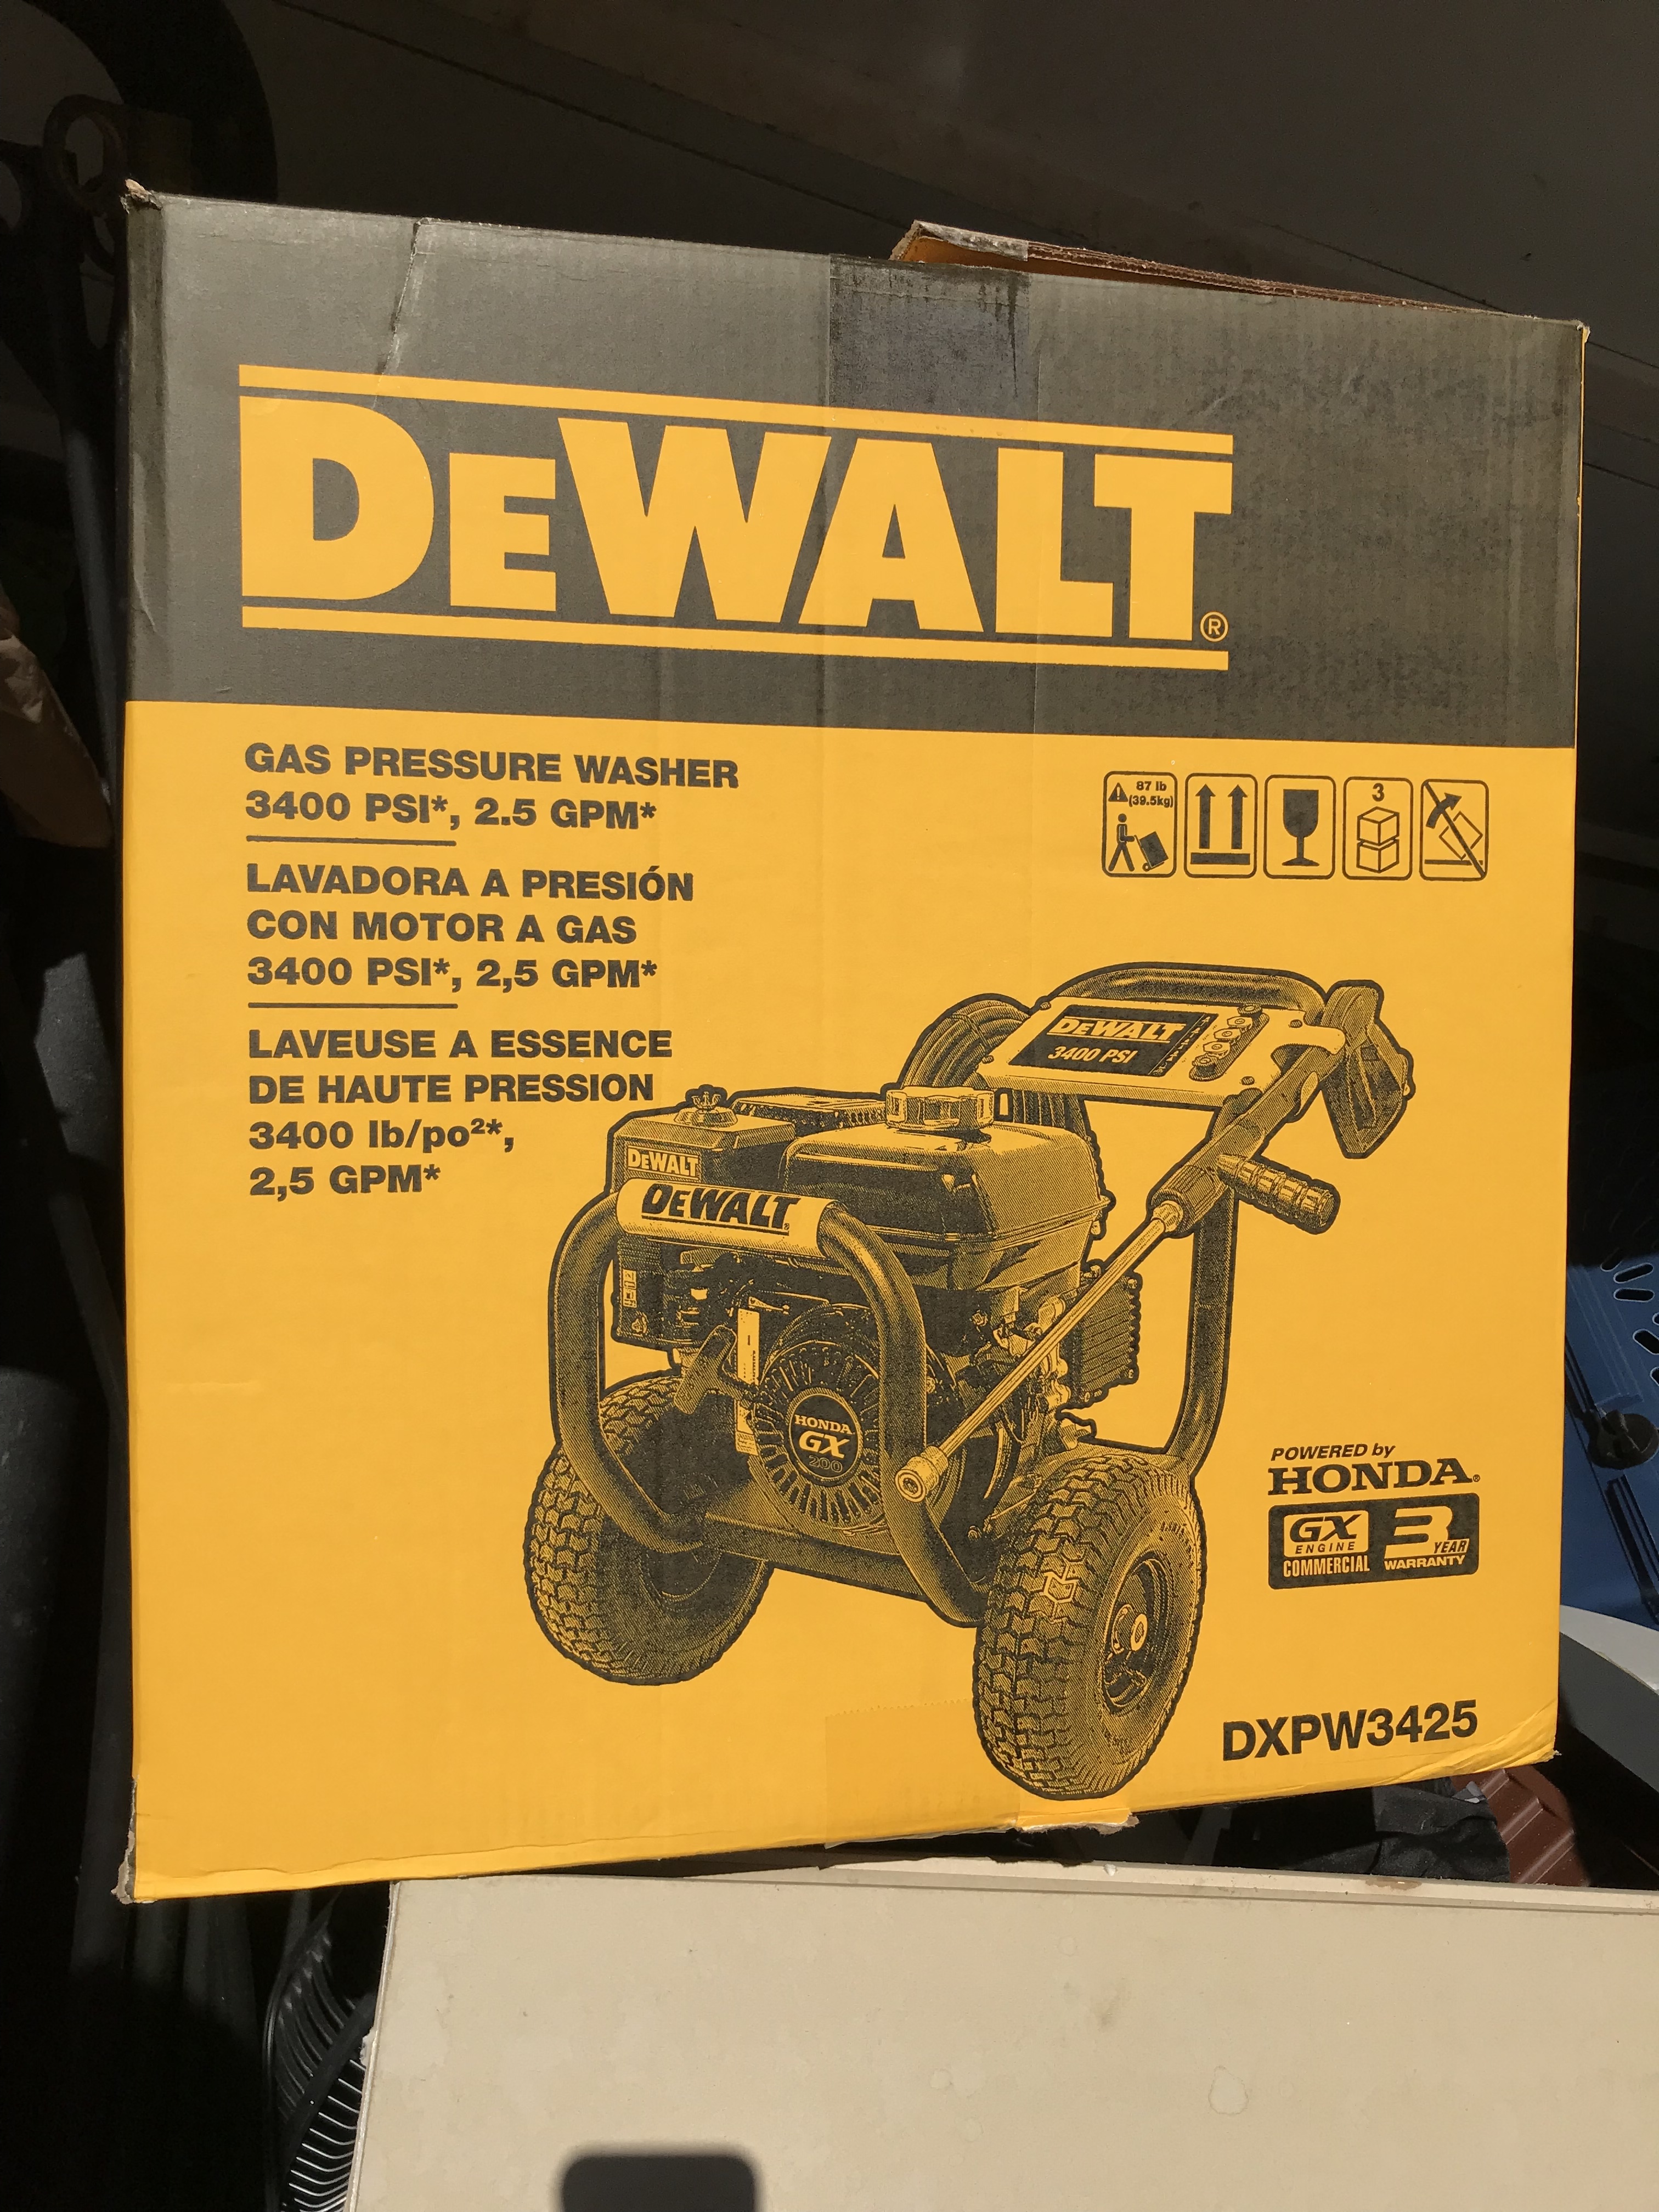 DEWALT®
GAS PRESSURE WASHER
3400 PSI*, 2.5 GPM*
LAVADORA A PRESIÓN
CON MOTOR A GAS
3400 PSI*, 2,5 GPM*
LAVEUSE A ESSENCE
DE HAUTE PRESSION
3400 lb/po²*,
2,5 GPM*
87 lb
(39.5kg)
3
DEWALT
3400 PSI
DEWALT
DEWALT®
HONDA
GX
200
POWERED by
HONDA®
GX
ENGINE
COMMERCIAL
3
YEAR
WARRANTY
DXPW3425